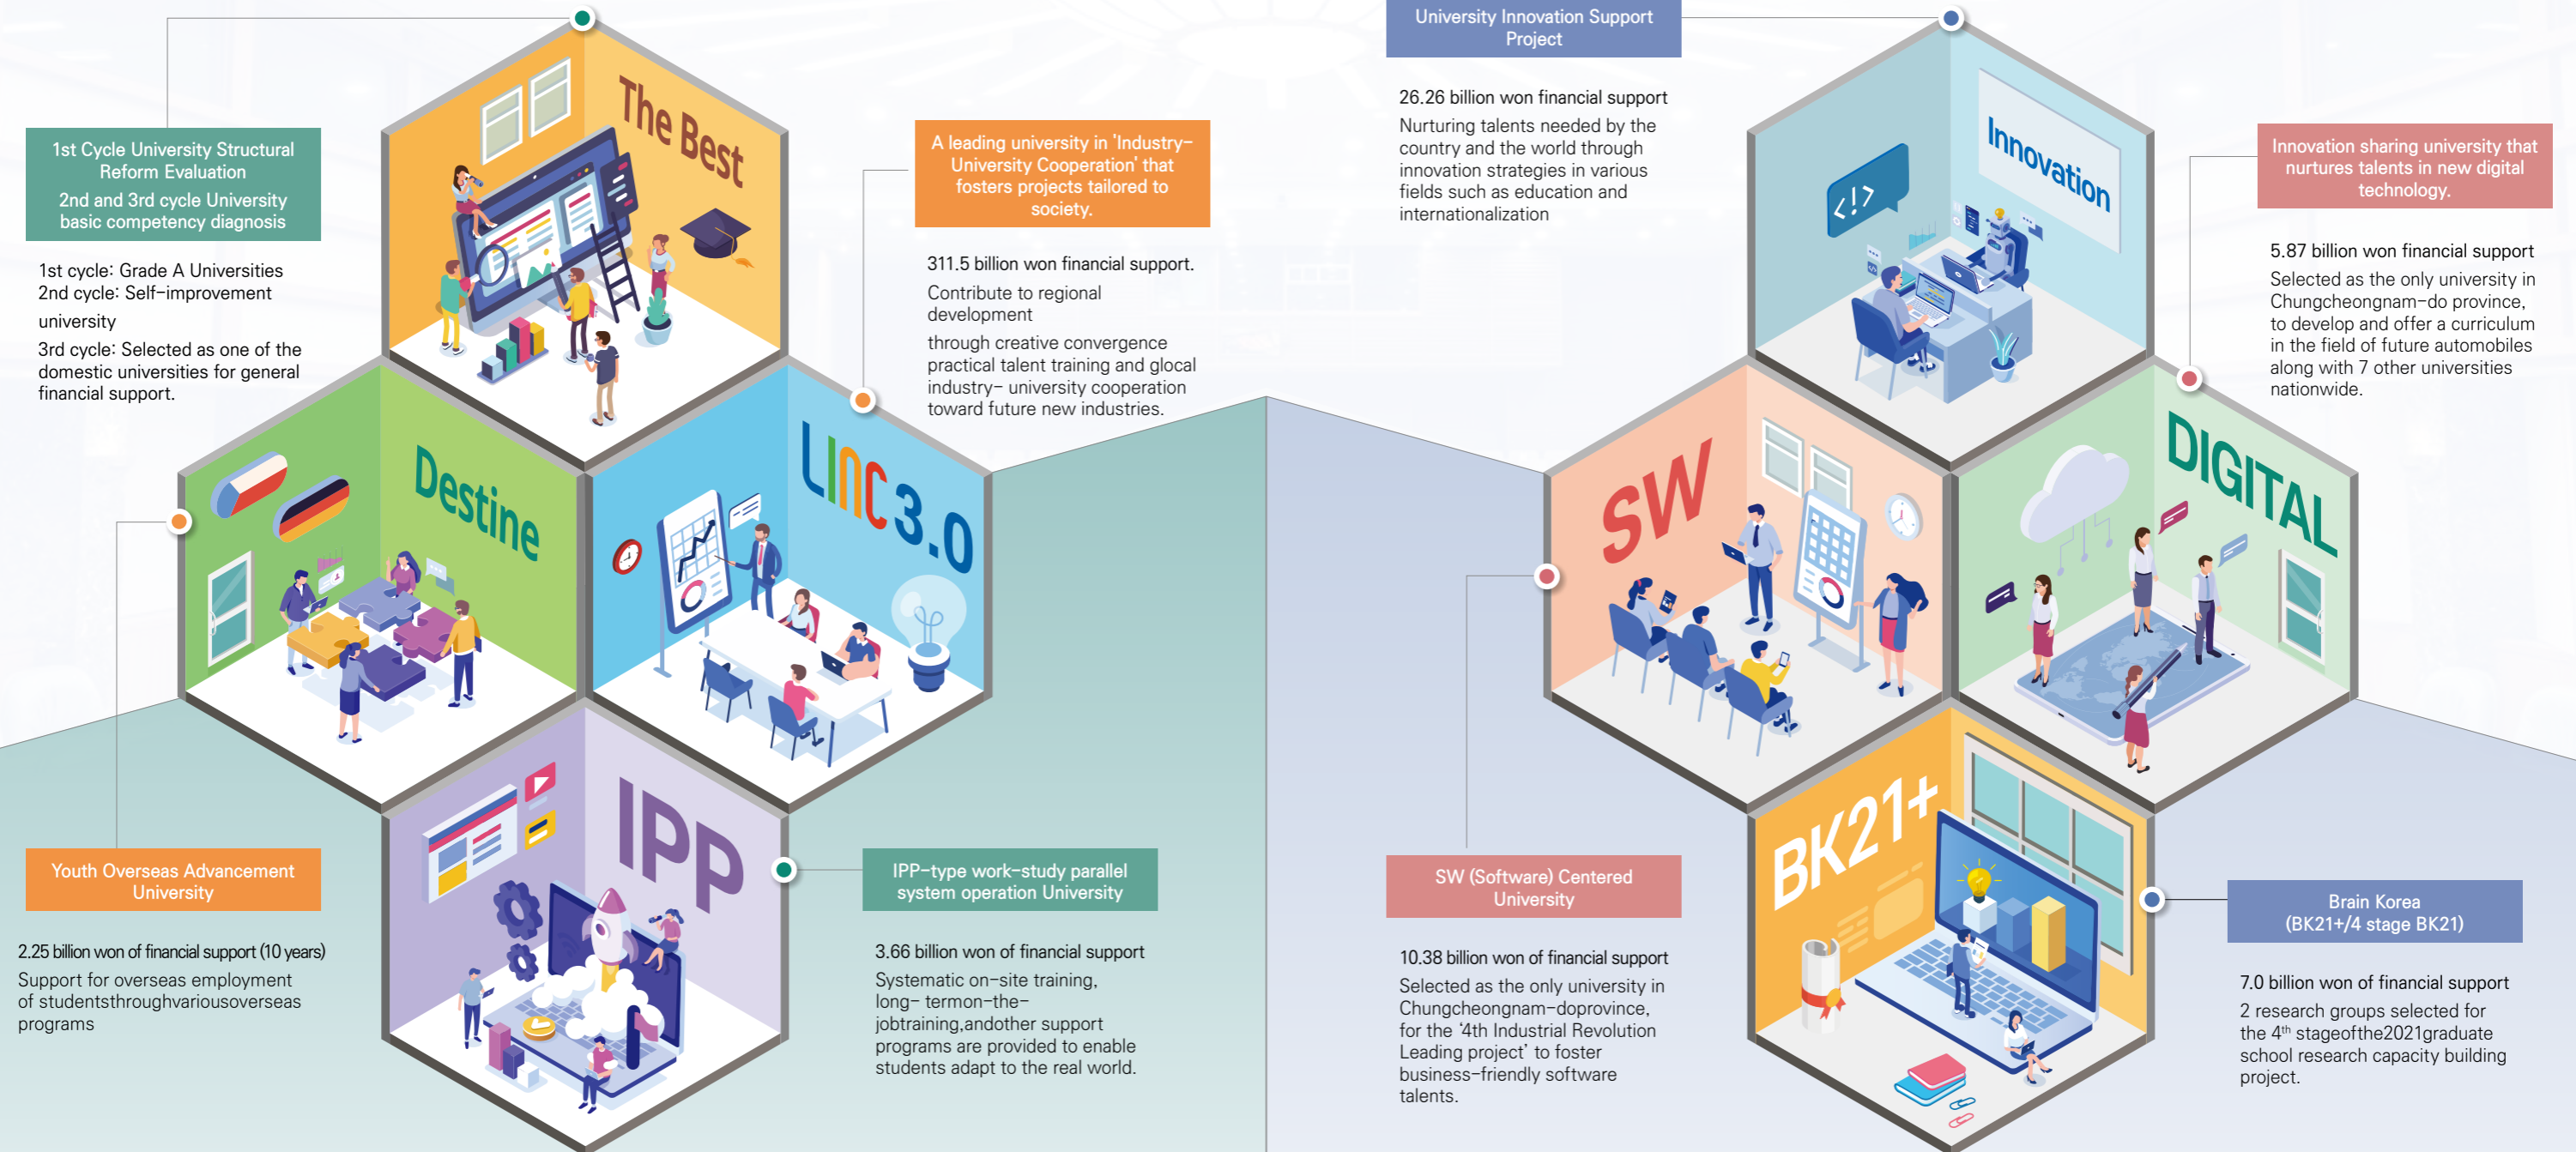 1st Cycle University Structural
Reform Evaluation
2nd and 3rd cycle University
basic competency diagnosis
1st cycle: Grade A Universities
2nd cycle: Self-improvement
university
3rd cycle: Selected as one of the
domestic universities for general
financial support.
The Best
A leading university in 'Industry-
University Cooperation' that
fosters projects tailored to
society.
311.5 billion won financial support.
Contribute to regional
development
through creative convergence
practical talent training and glocal
industry- university cooperation
toward future new industries.
Destine
LINC 3.0
Youth Overseas Advancement
University
2.25 billion won of financial support (10 years)
Support for overseas employment
of studentsthroughvariousoverseas
programs
IPP
IPP-type work-study parallel
system operation University
3.66 billion won of financial support
Systematic on-site training,
long- termon-the-
jobtraining,andother support
programs are provided to enable
students adapt to the real world.
University Innovation Support
Project
26.26 billion won financial support
Nurturing talents needed by the
country and the world through
innovation strategies in various
fields such as education and
internationalization
<!>
Innovation
Innovation sharing university that
nurtures talents in new digital
technology.
5.87 billion won financial support
Selected as the only university in
Chungcheongnam-do province,
to develop and offer a curriculum
in the field of future automobiles
along with 7 other universities
nationwide.
SW
DIGITAL
SW (Software) Centered
University
10.38 billion won of financial support
Selected as the only university in
Chungcheongnam-doprovince,
for the '4th Industrial Revolution
Leading project' to foster
business-friendly software
talents.
BK21+
Brain Korea
(BK21+/4 stage BK21)
7.0 billion won of financial support
2 research groups selected for
the 4th stageofthe2021graduate
school research capacity building
project.